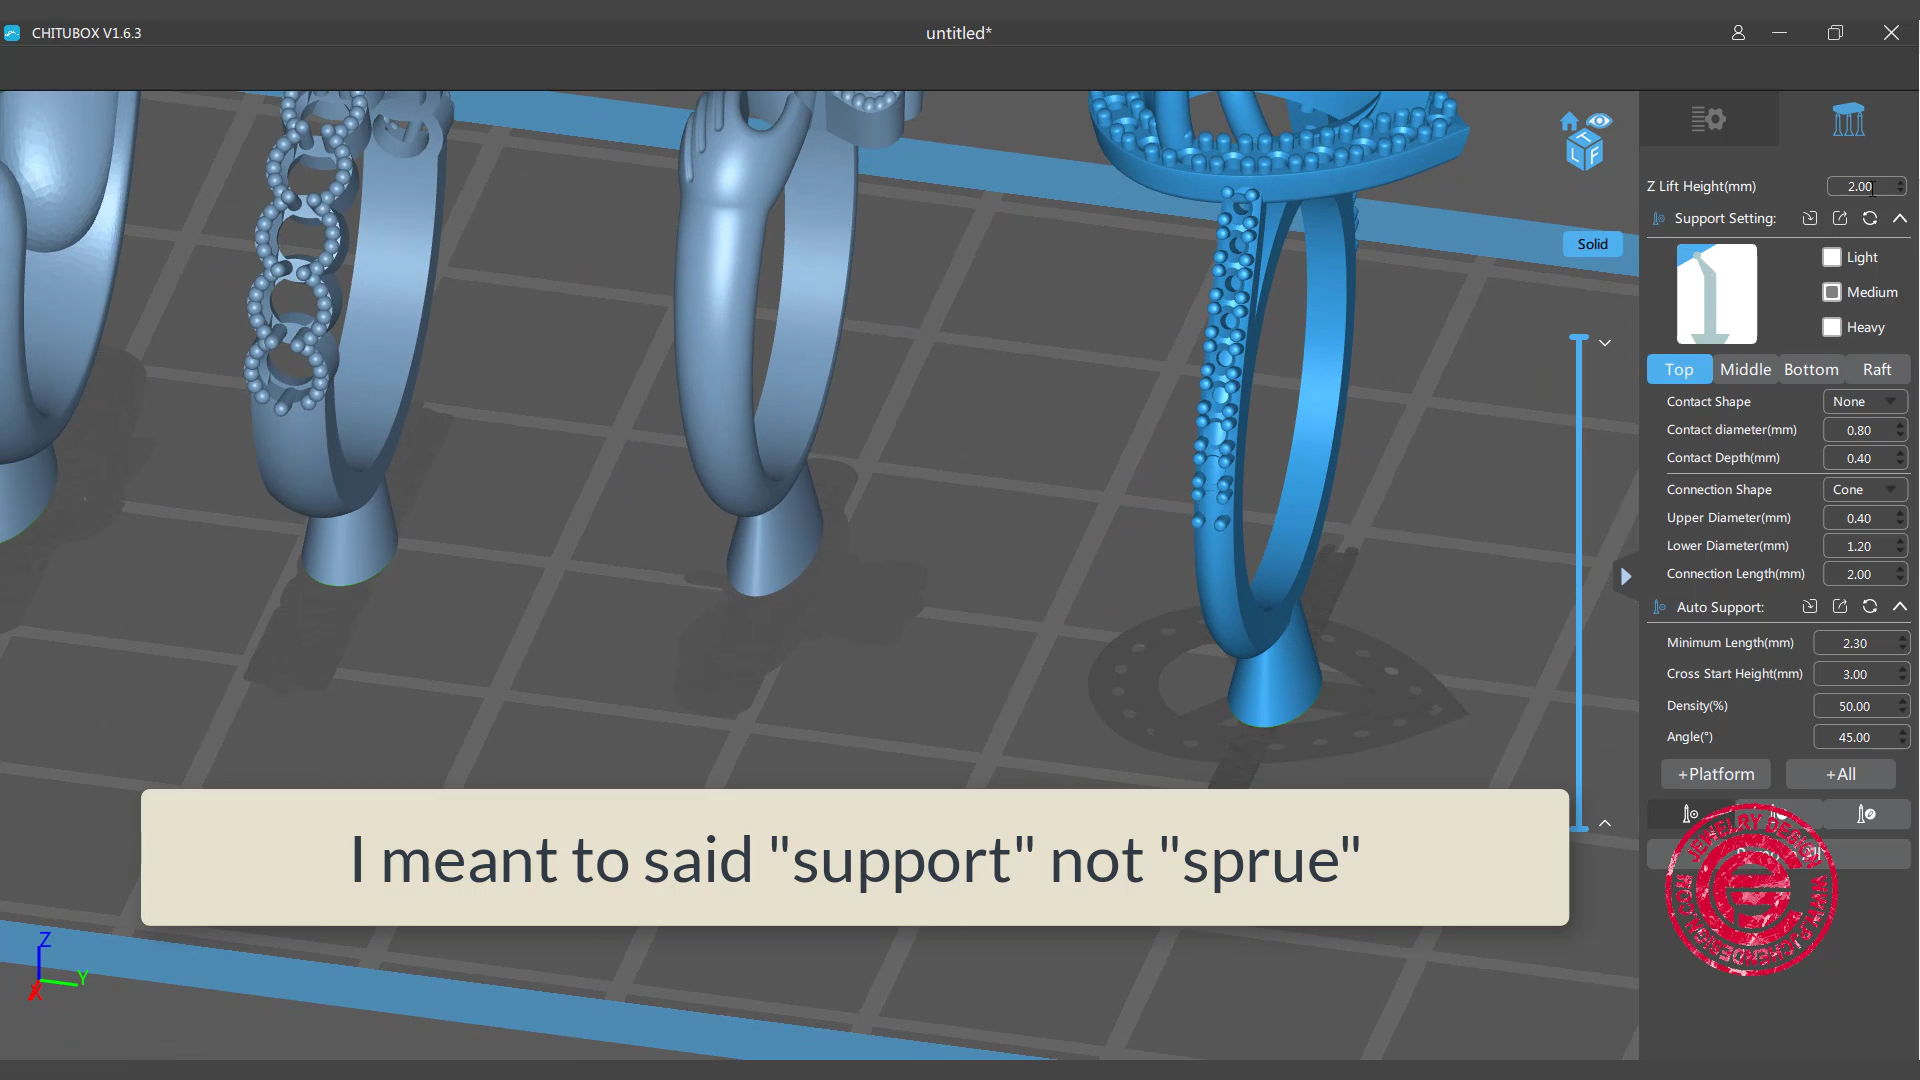 CHITUBOX V1.6.3
untitled*
Z Lift Height(mm) 2.00
Support Setting:
Solid
Light
Medium
Heavy
Top Middle Bottom Raft
Contact Shape None
Contact diameter(mm) 0.80
Contact Depth(mm) 0.40
Connection Shape Cone
Upper Diameter(mm) 0.40
Lower Diameter(mm) 1.20
Connection Length(mm) 2.00
Auto Support:
Minimum Length(mm) 2.30
Cross Start Height(mm) 3.00
Density(%) 50.00
Angle(°) 45.00
+Platform +All
I meant to said "support" not "sprue"
JEWELRY DESIGN
T
L F
Z
Y
X